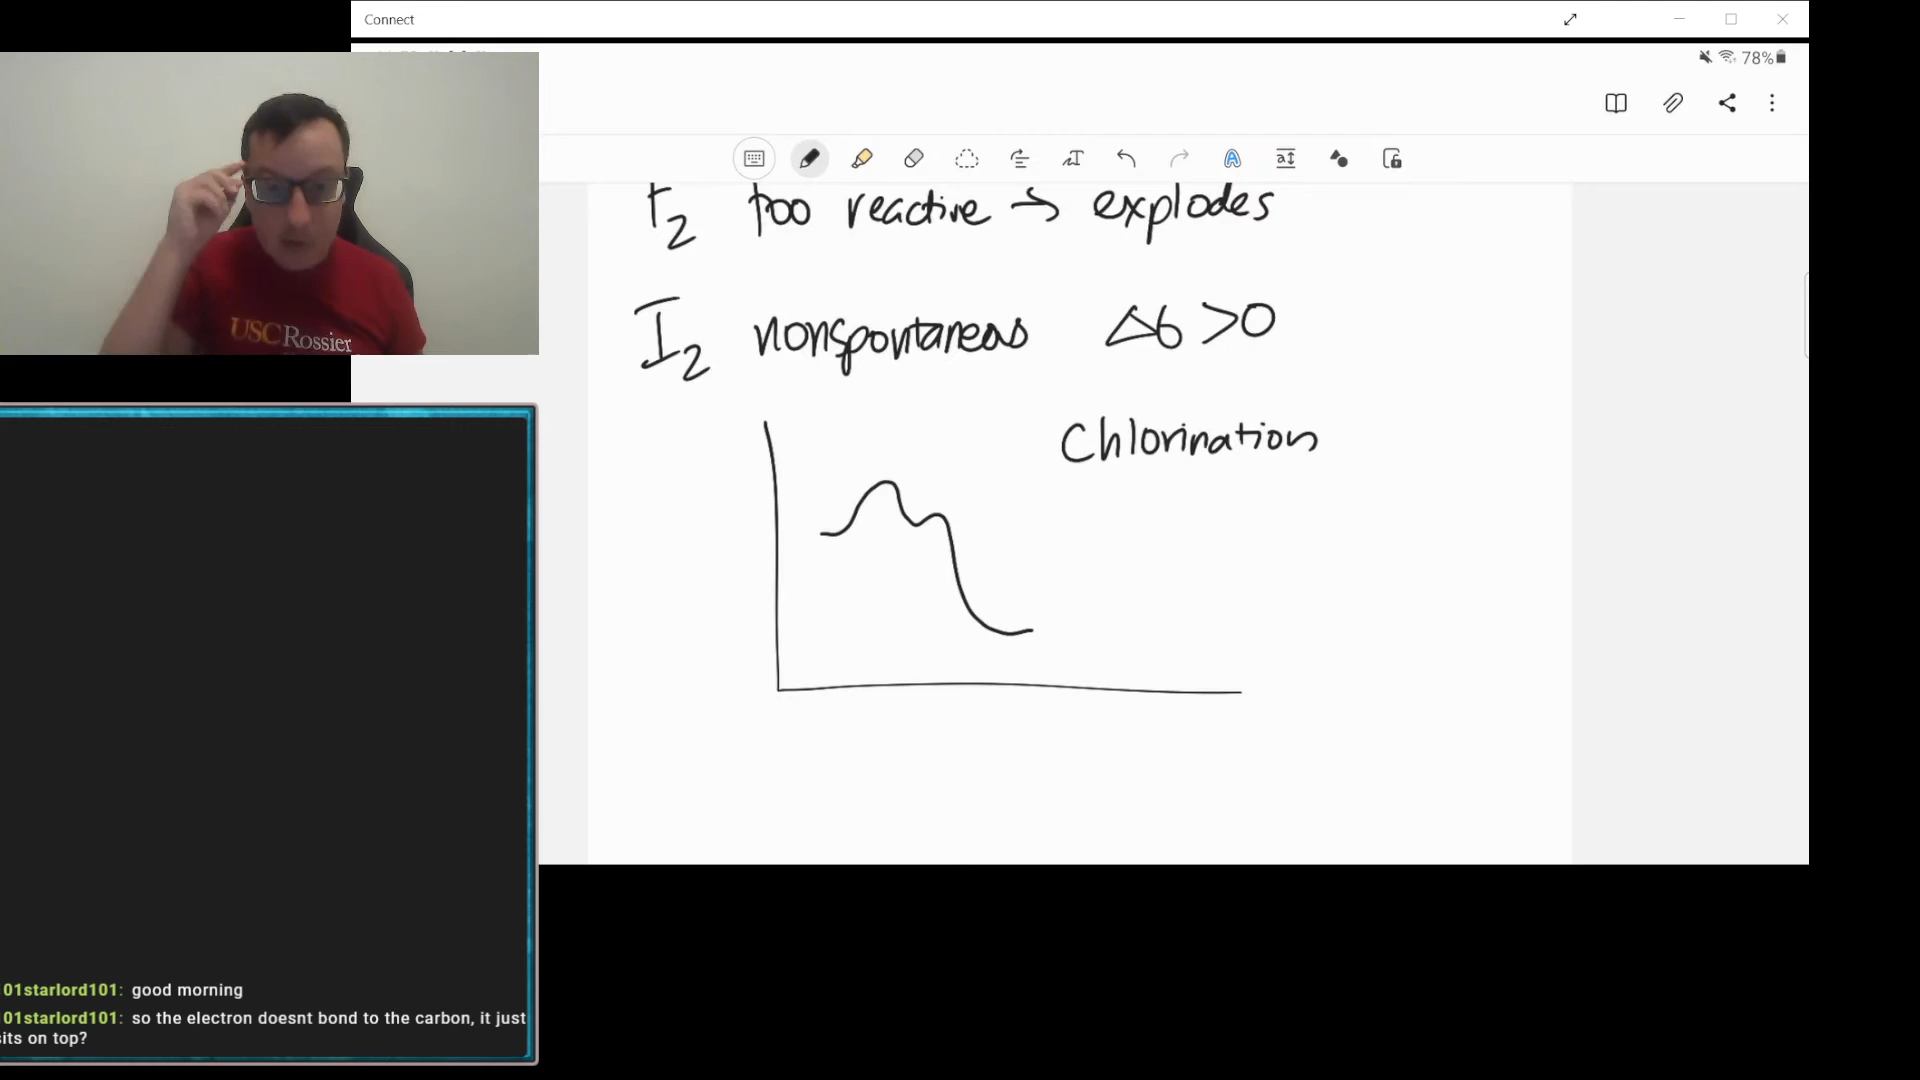 Connect
78%
F2 too reactive → explodes
USC Rossier
I2 nonspontaneous ΔG >0
Chlorination
01starlord101: good morning
01starlord101: so the electron doesnt bond to the carbon, it just
sits on top?